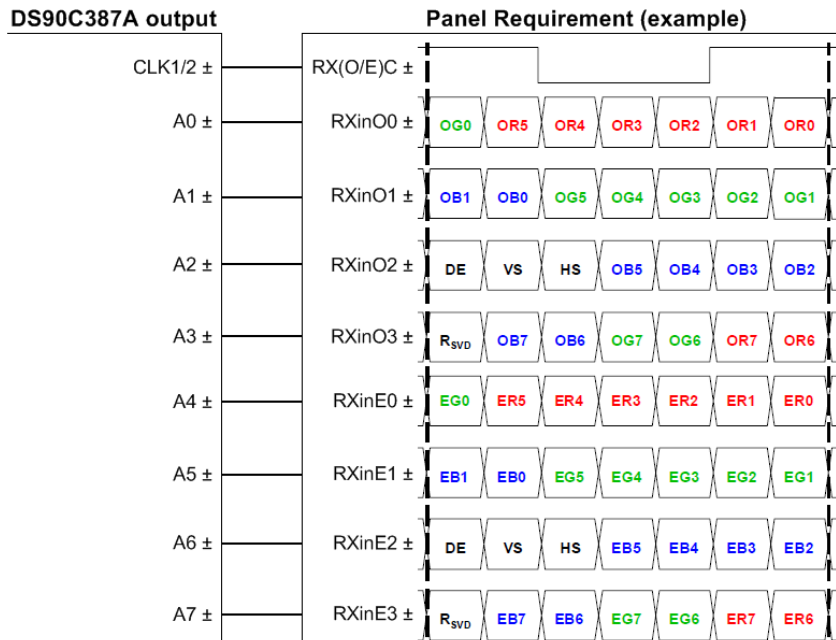 DS90C387A output Panel Requirement (example)
CLK1/2 ± RX(O/E)C ±
A0 ± RXinO0 ± OG0 OR5 OR4 OR3 OR2 OR1 OR0
A1 ± RXinO1 ± OB1 OB0 OG5 OG4 OG3 OG2 OG1
A2 ± RXinO2 ± DE VS HS OB5 OB4 OB3 OB2
A3 ± RXinO3 ± RSVD OB7 OB6 OG7 OG6 OR7 OR6
A4 ± RXinE0 ± EG0 ER5 ER4 ER3 ER2 ER1 ER0
A5 ± RXinE1 ± EB1 EB0 EG5 EG4 EG3 EG2 EG1
A6 ± RXinE2 ± DE VS HS EB5 EB4 EB3 EB2
A7 ± RXinE3 ± RSVD EB7 EB6 EG7 EG6 ER7 ER6